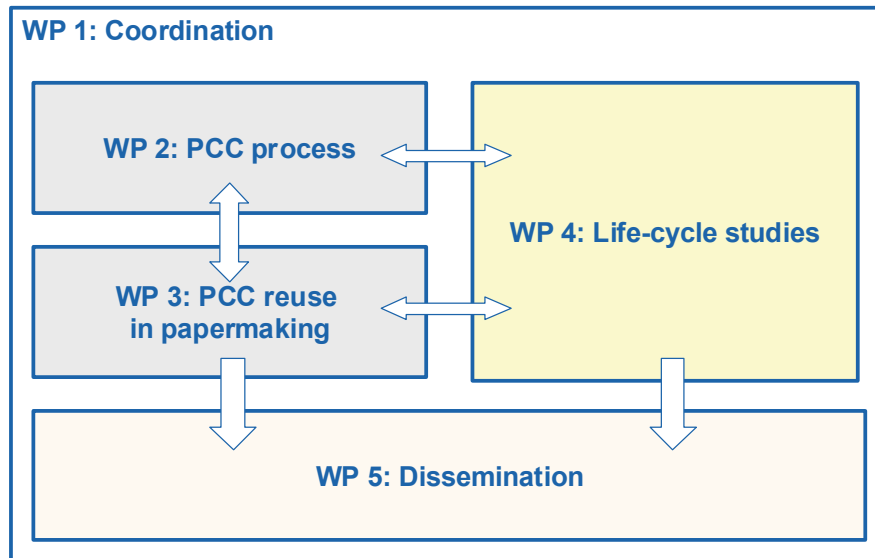 WP 1: Coordination
WP 2: PCC process
WP 4: Life-cycle studies
WP 3: PCC reuse
in papermaking
WP 5: Dissemination